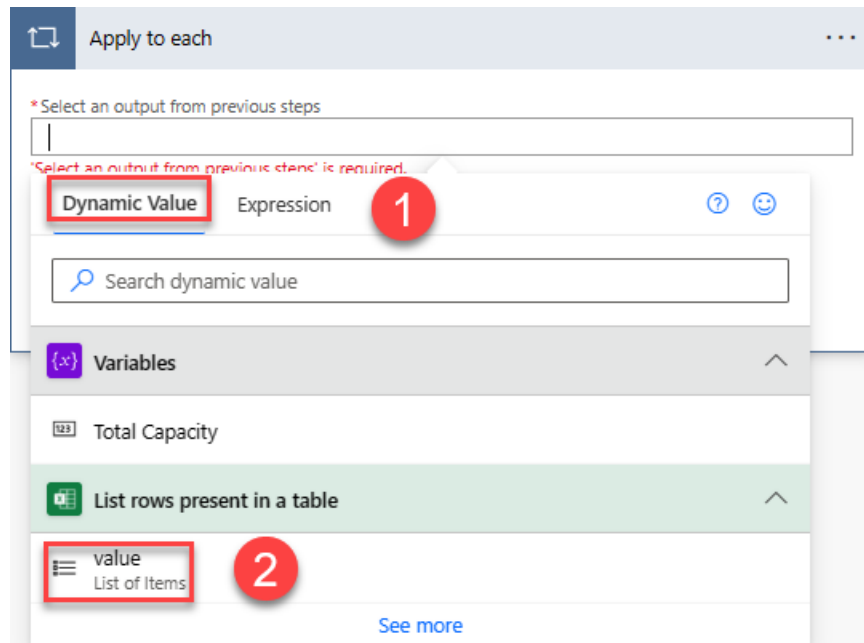 Apply to each
* Select an output from previous steps
'Select an output from previous steps' is required.
Dynamic Value
Expression
1
Search dynamic value
{x} Variables
123 Total Capacity
List rows present in a table
value
List of Items
2
See more